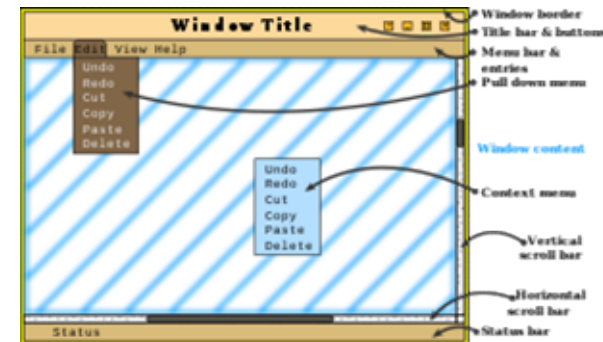 Window Title
File Edit View Help
Undo
Redo
Cut
Copy
Paste
Delete
Undo
Redo
Cut
Copy
Paste
Delete
Status
Window border
Title bar & buttons
Menu bar &
entries
Pull down menu
Window content
Context menu
Vertical
scroll bar
Horizontal
scroll bar
Status bar